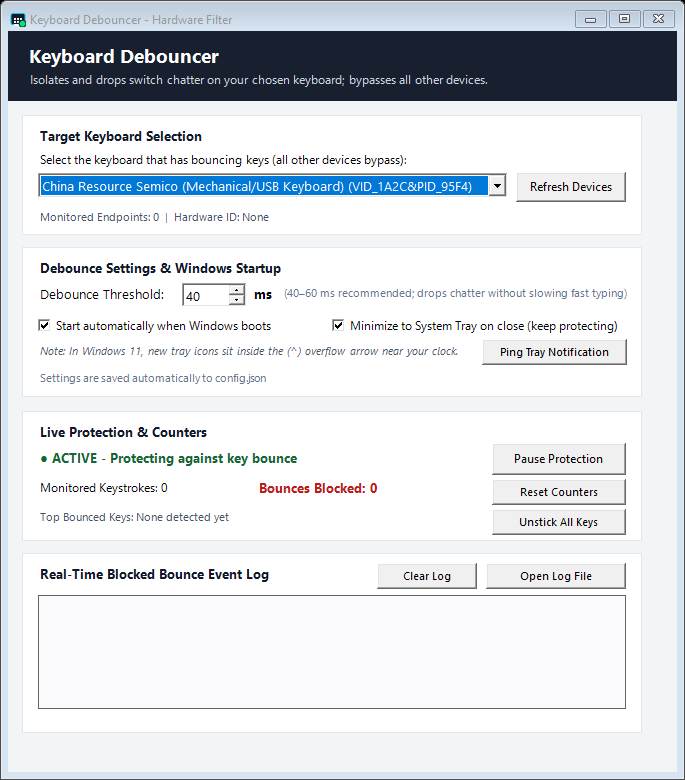 Keyboard Debouncer - Hardware Filter
Keyboard Debouncer
Isolates and drops switch chatter on your chosen keyboard; bypasses all other devices.
Target Keyboard Selection
Select the keyboard that has bouncing keys (all other devices bypass):
China Resource Semico (Mechanical/USB Keyboard) (VID_1A2C&PID_95F4)
Refresh Devices
Monitored Endpoints: 0 | Hardware ID: None
Debounce Settings & Windows Startup
Debounce Threshold: 40 ms (40–60 ms recommended; drops chatter without slowing fast typing)
Start automatically when Windows boots
Minimize to System Tray on close (keep protecting)
Note: In Windows 11, new tray icons sit inside the (^) overflow arrow near your clock.
Ping Tray Notification
Settings are saved automatically to config.json
Live Protection & Counters
● ACTIVE - Protecting against key bounce
Pause Protection
Monitored Keystrokes: 0
Bounces Blocked: 0
Reset Counters
Top Bounced Keys: None detected yet
Unstick All Keys
Real-Time Blocked Bounce Event Log
Clear Log
Open Log File